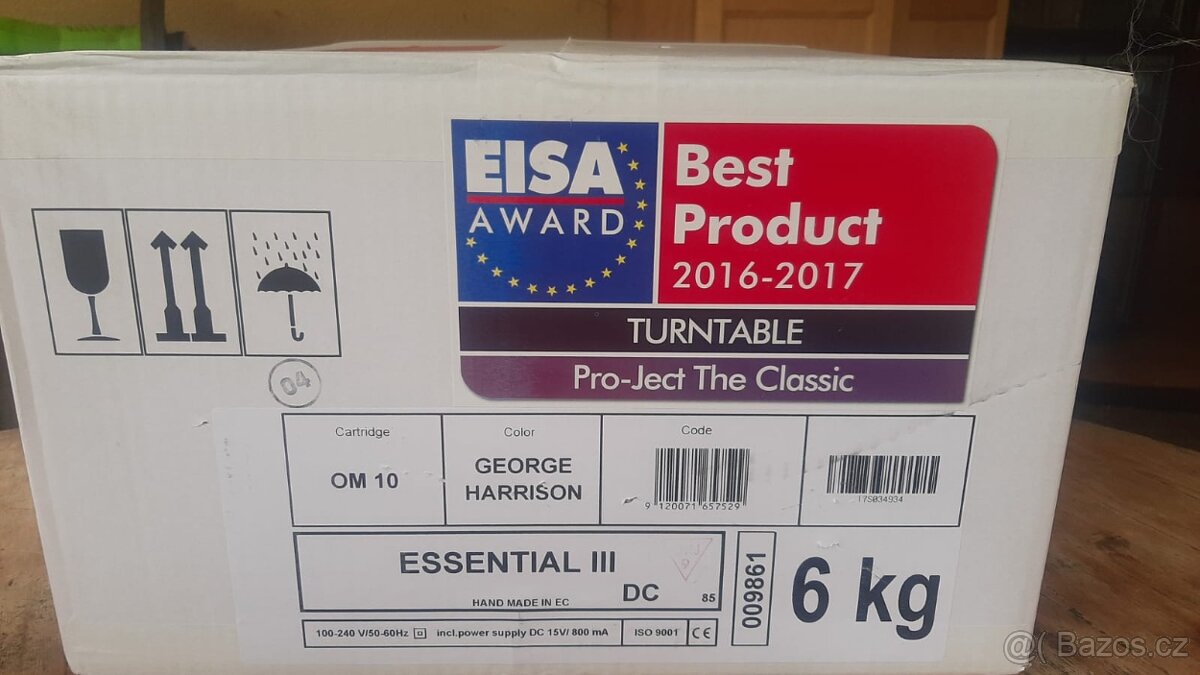 EISA
AWARD
Best
Product
2016-2017
TURNTABLE
Pro-Ject The Classic
04
Cartridge
OM 10
Color
GEORGE
HARRISON
Code
9 120071 657529
17S034934
ESSENTIAL III
DC
HAND MADE IN EC
85
009861
6 kg
100-240 V/50-60Hz incl.power supply DC 15V/ 800 mA
ISO 9001
CE
@( Bazos.cz